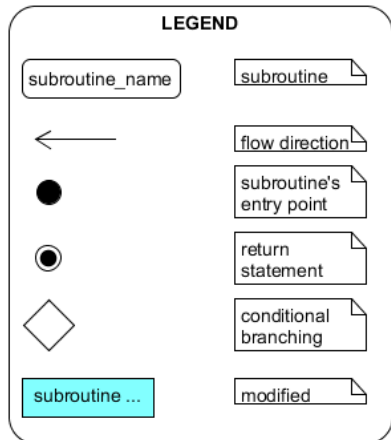 LEGEND
subroutine_name
subroutine
flow direction
subroutine's
entry point
return
statement
conditional
branching
subroutine ...
modified